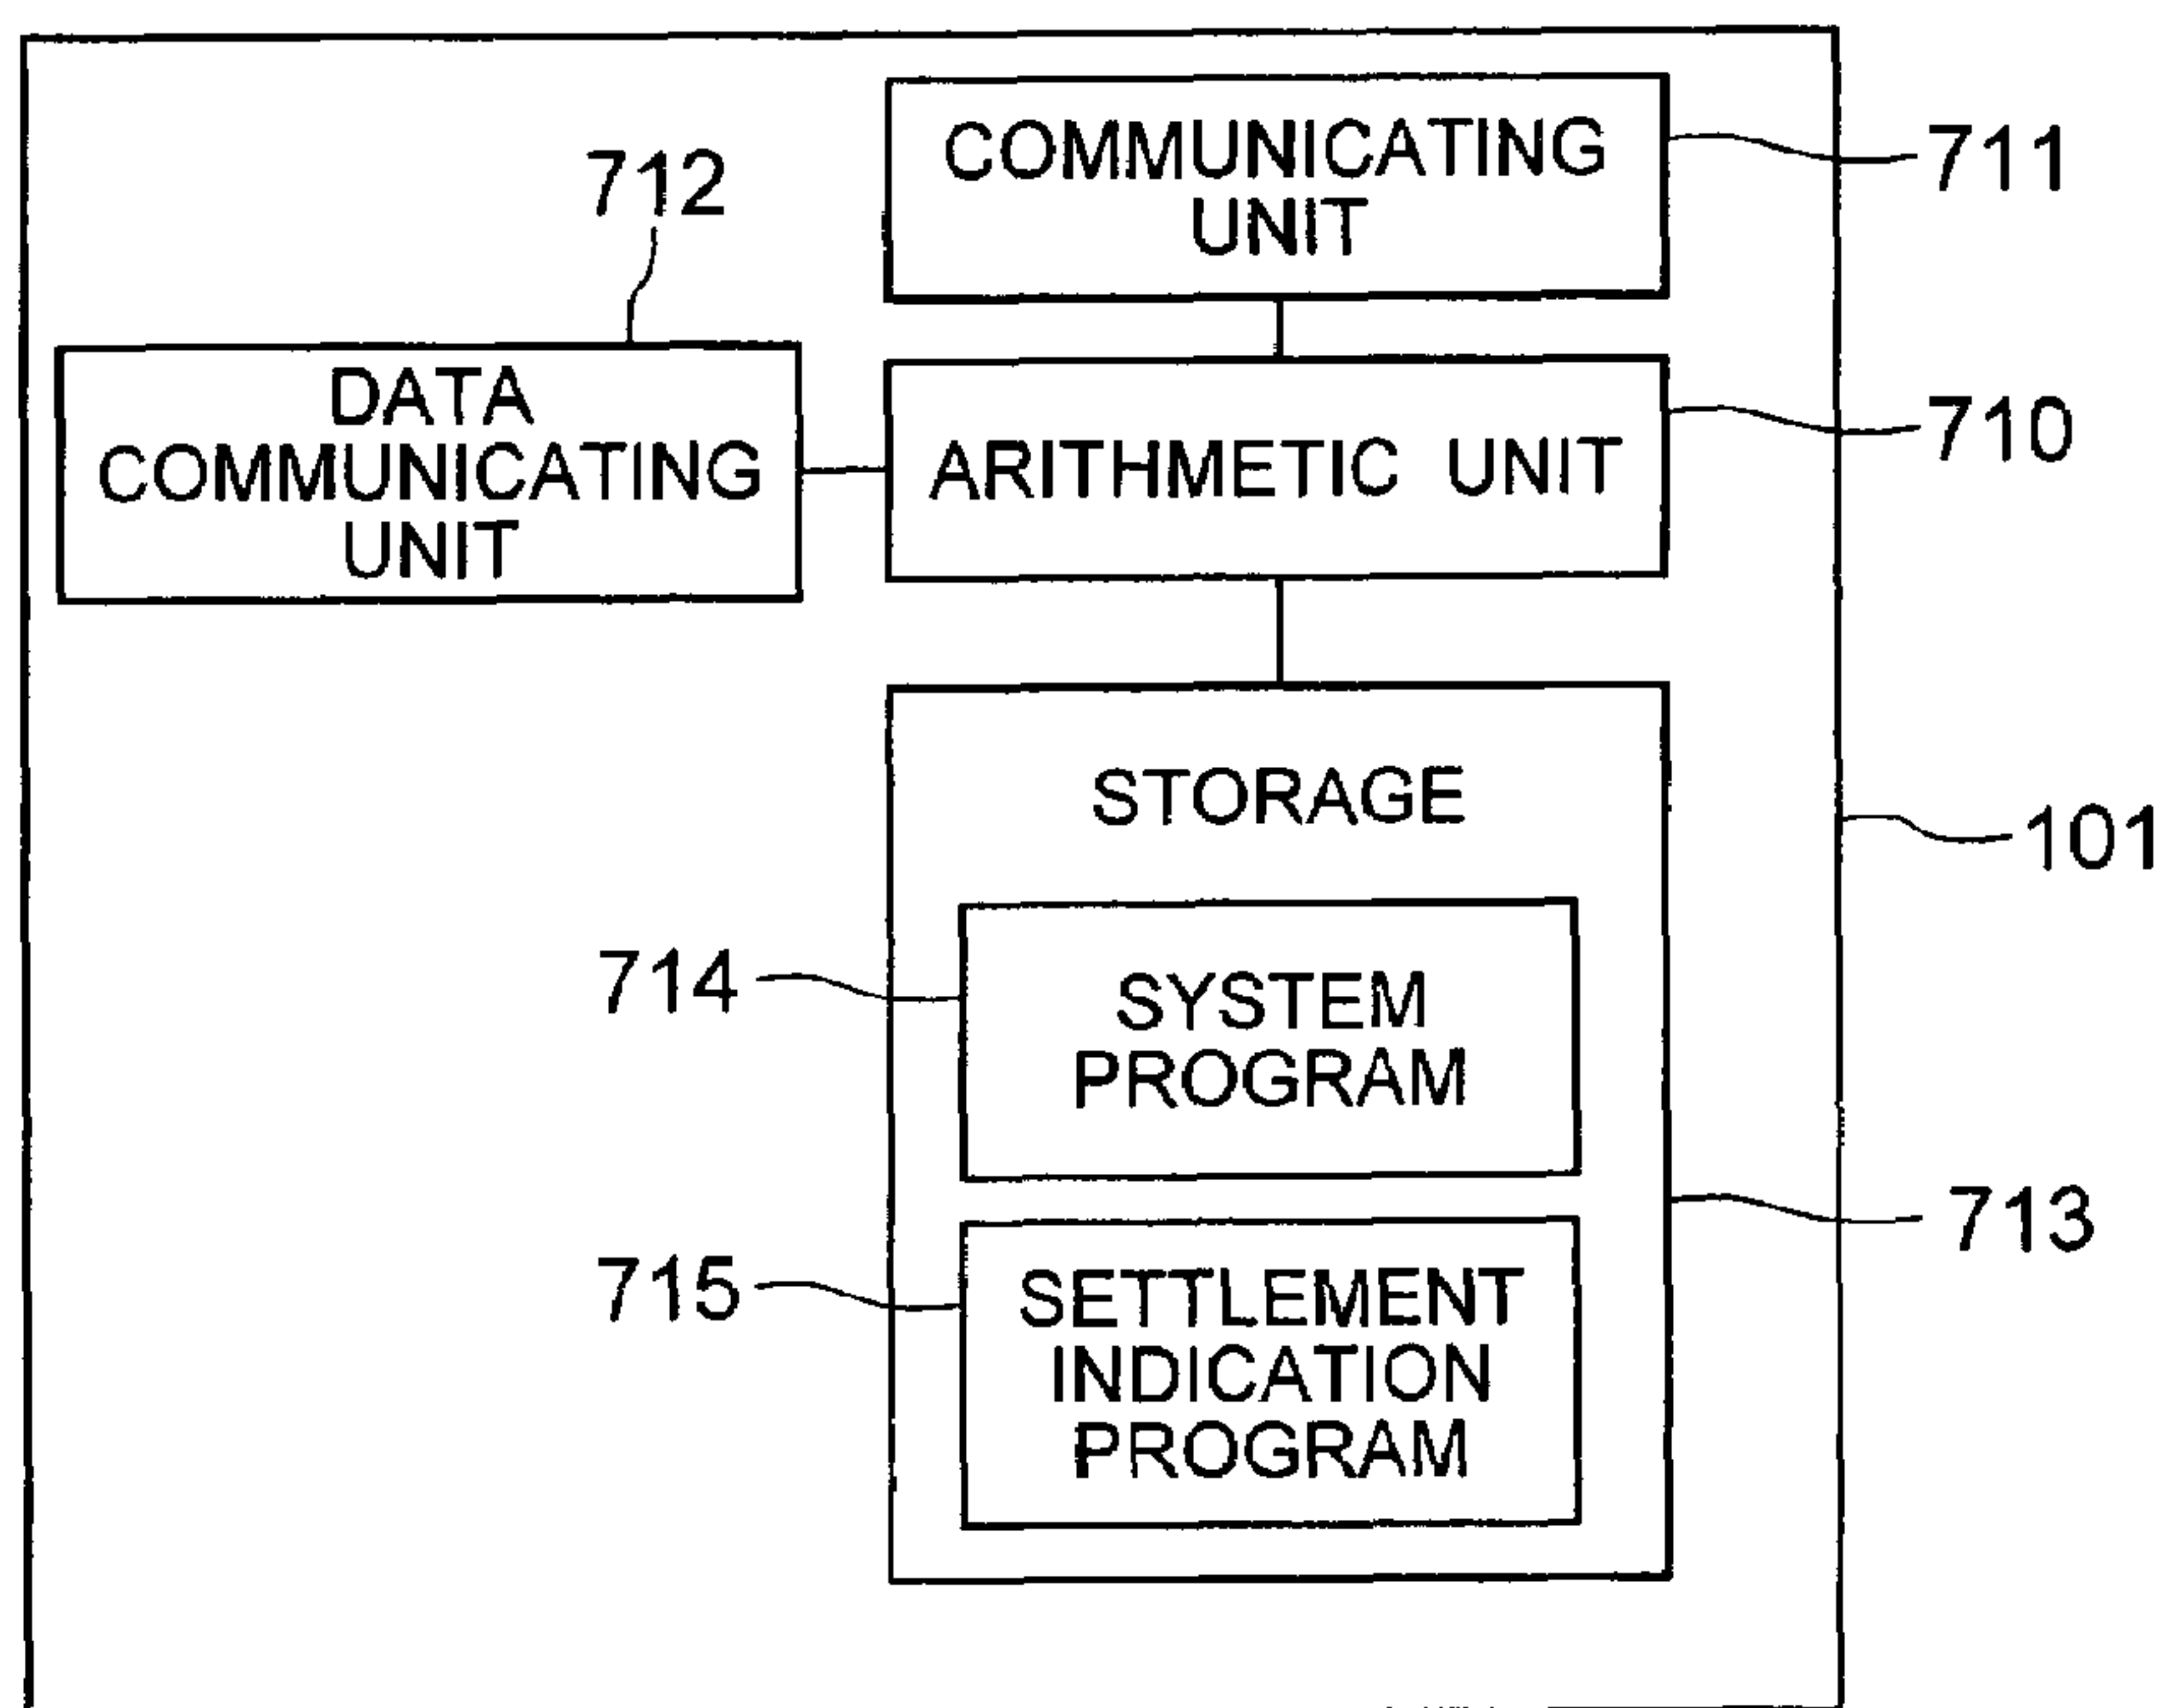 COMMUNICATING
UNIT
711
712
DATA
COMMUNICATING
UNIT
ARITHMETIC UNIT
710
STORAGE
101
714
SYSTEM
PROGRAM
713
715
SETTLEMENT
INDICATION
PROGRAM